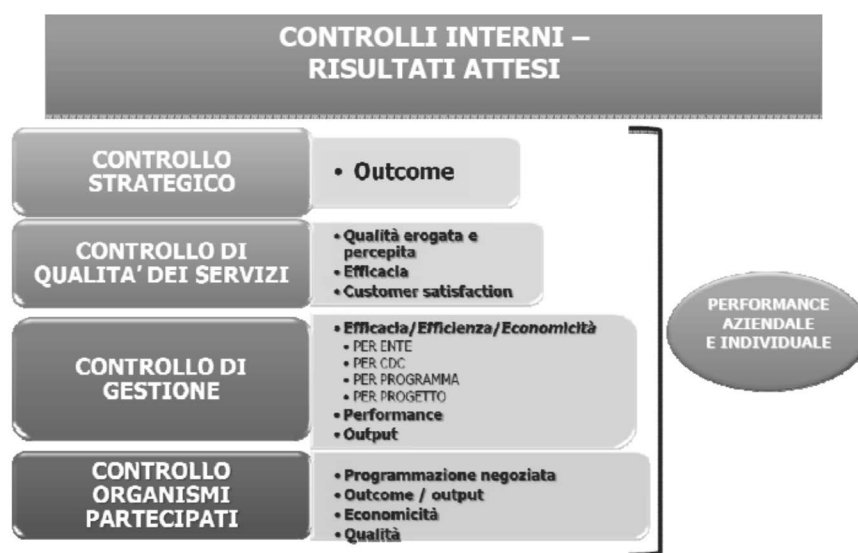 CONTROLLI INTERNI –
RISULTATI ATTESI
CONTROLLO
STRATEGICO
• Outcome
CONTROLLO DI
QUALITA’ DEI SERVIZI
• Qualità erogata e
percepita
• Efficacia
• Customer satisfaction
CONTROLLO DI
GESTIONE
• Efficacia/Efficienza/Economicità
• PER ENTE
• PER CDC
• PER PROGRAMMA
• PER PROGETTO
• Performance
• Output
CONTROLLO
ORGANISMI
PARTECIPATI
• Programmazione negoziata
• Outcome / output
• Economicità
• Qualità
PERFORMANCE
AZIENDALE
E INDIVIDUALE